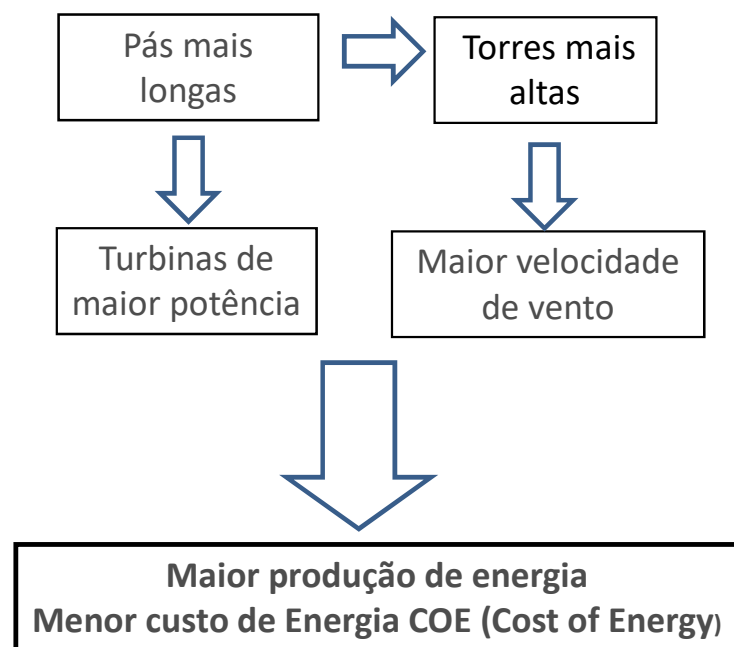 Pás mais
longas
Torres mais
altas
Turbinas de
maior potência
Maior velocidade
de vento
Maior produção de energia
Menor custo de Energia COE (Cost of Energy)